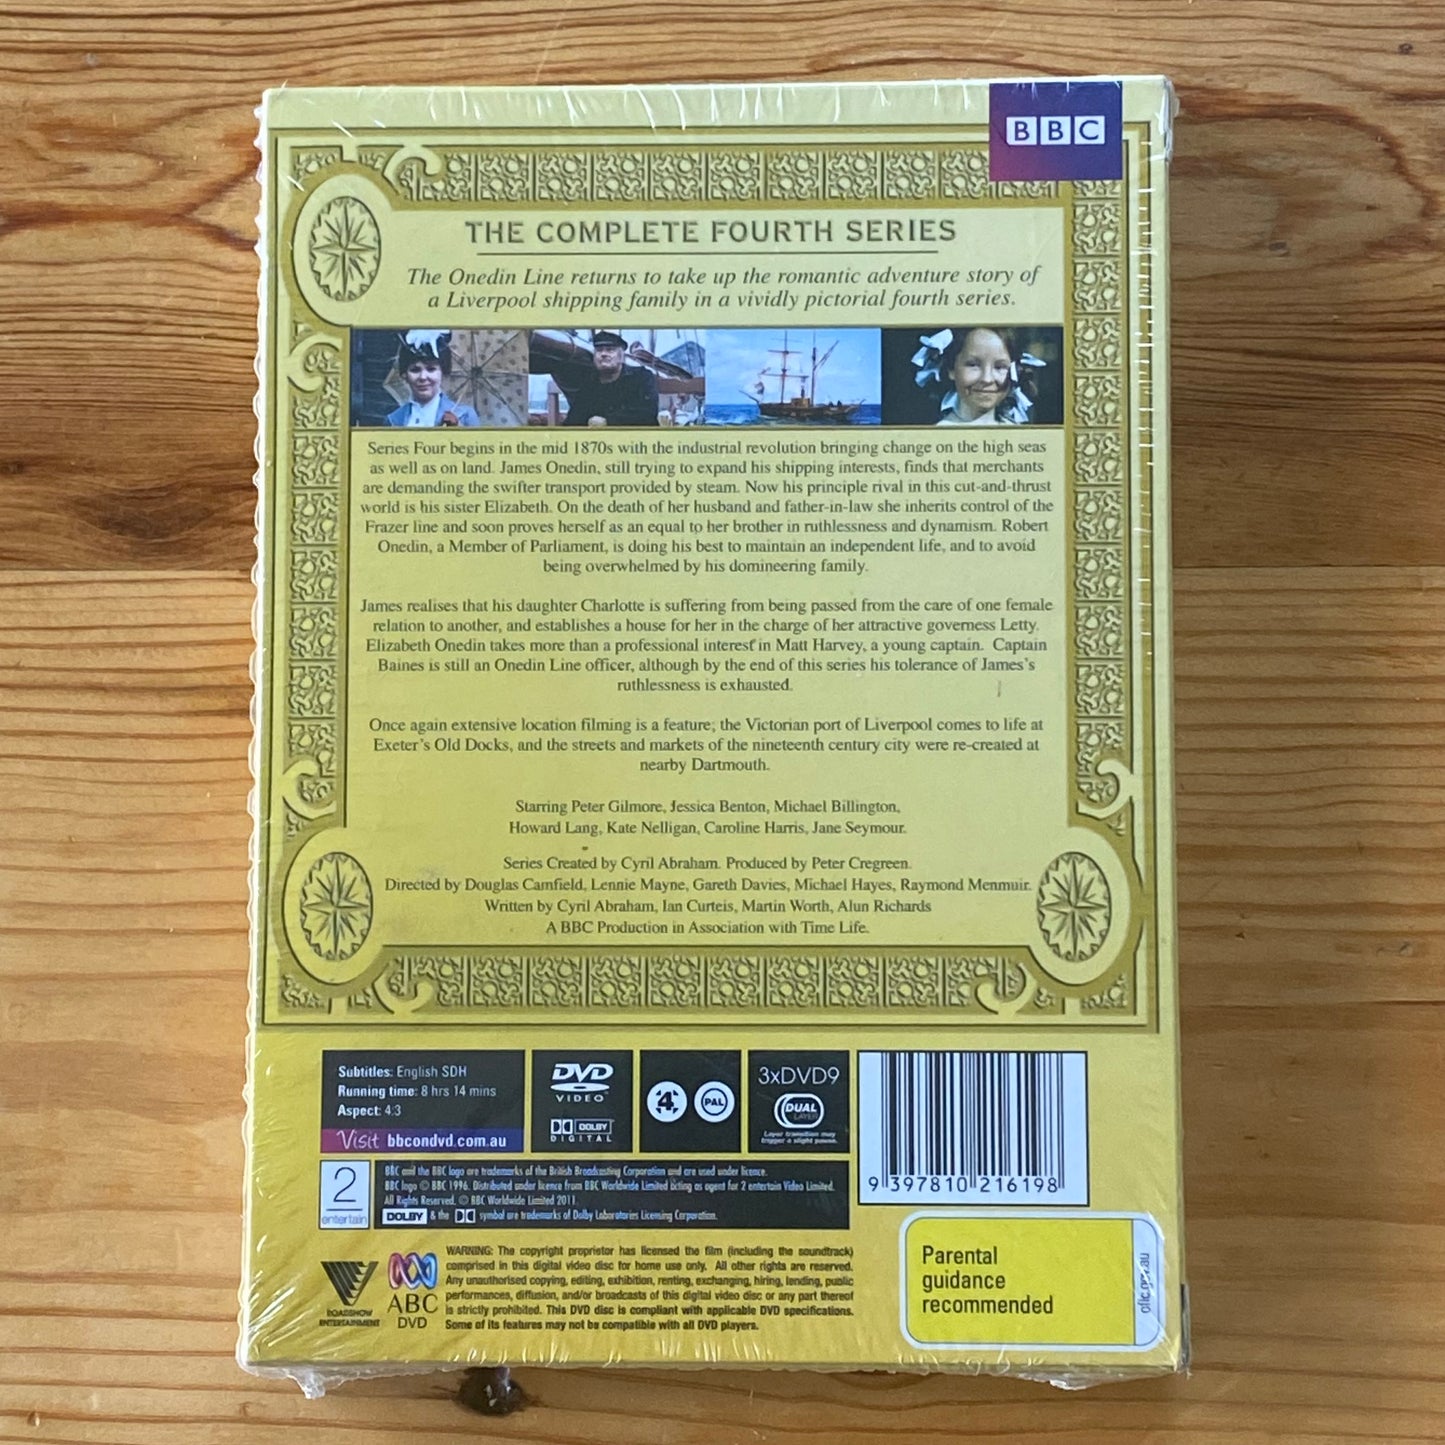 BBC
THE COMPLETE FOURTH SERIES
The Onedin Line returns to take up the romantic adventure story of
a Liverpool shipping family in a vividly pictorial fourth series.
Series Four begins in the mid 1870s with the industrial revolution bringing change on the high seas
as well as on land. James Onedin, still trying to expand his shipping interests, finds that merchants
are demanding the swifter transport provided by steam. Now his principle rival in this cut-and-thrust
world is his sister Elizabeth. On the death of her husband and father-in-law she inherits control of the
Frazer line and soon proves herself as an equal to her brother in ruthlessness and dynamism. Robert
Onedin, a Member of Parliament, is doing his best to maintain an independent life, and to avoid
being overwhelmed by his domineering family.
James realises that his daughter Charlotte is suffering from being passed from the care of one female
relation to another, and establishes a house for her in the charge of her attractive governess Letty.
Elizabeth Onedin takes more than a professional interest in Matt Harvey, a young captain. Captain
Baines is still an Onedin Line officer, although by the end of this series his tolerance of James's
ruthlessness is exhausted.
Once again extensive location filming is a feature; the Victorian port of Liverpool comes to life at
Exeter's Old Docks, and the streets and markets of the nineteenth century city were re-created at
nearby Dartmouth.
Starring Peter Gilmore, Jessica Benton, Michael Billington,
Howard Lang, Kate Nelligan, Caroline Harris, Jane Seymour.
Series Created by Cyril Abraham. Produced by Peter Cregreen.
Directed by Douglas Camfield, Lennie Mayne, Gareth Davies, Michael Hayes, Raymond Menmuir.
Written by Cyril Abraham, Ian Curteis, Martin Worth, Alun Richards
A BBC Production in Association with Time Life.
Subtitles: English SDH
Running time: 8 hrs 14 mins
Aspect: 4:3
Visit bbcondvd.com.au
DVD
VIDEO
DOLBY
DIGITAL
4
PAL
3xDVD9
DUAL
LAYER
Layer transition may
trigger a slight pause.
9 397810 216198
2
entertain
BBC and the BBC logo are trademarks of the British Broadcasting Corporation and are used under licence.
BBC logo © BBC 1996. Distributed under licence from BBC Worldwide Limited acting as agent for 2 entertain Video Limited.
All Rights Reserved. © BBC Worldwide Limited 2011.
DOLBY & the symbol are trademarks of Dolby Laboratories Licensing Corporation.
ROADSHOW
ENTERTAINMENT
ABC
DVD
WARNING: The copyright proprietor has licensed the film (including the soundtrack)
comprised in this digital video disc for home use only. All other rights are reserved.
Any unauthorised copying, editing, exhibition, renting, exchanging, hiring, lending, public
performances, diffusion, and/or broadcasts of this digital video disc or any part thereof
is strictly prohibited. This DVD disc is compliant with applicable DVD specifications.
Some of its features may not be compatible with all DVD players.
Parental
guidance
recommended
oflc.gov.au